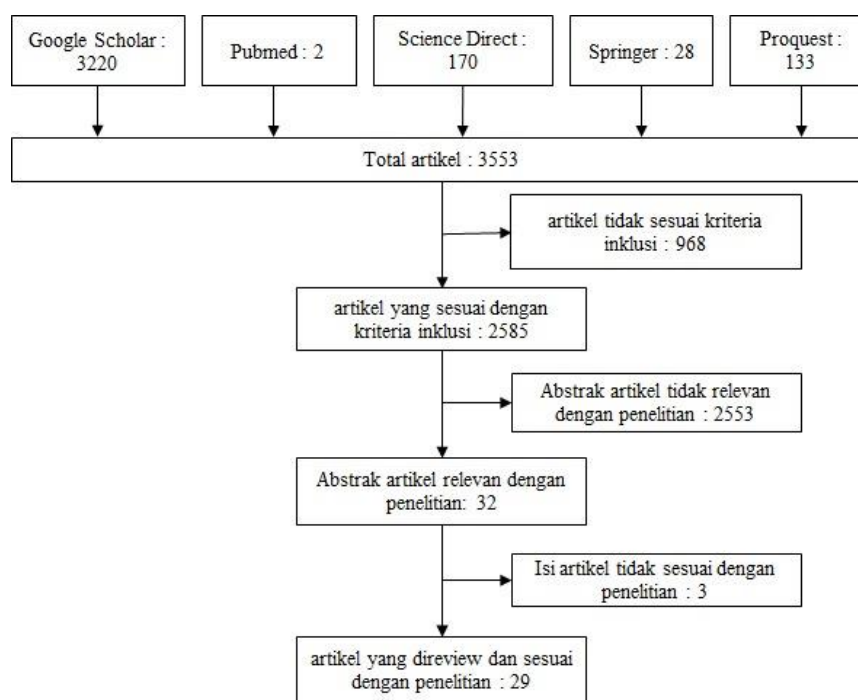 Google Scholar :
3220
Pubmed : 2
Science Direct :
170
Springer : 28
Proquest :
133
Total artikel : 3553
artikel tidak sesuai kriteria
inklusi : 968
artikel yang sesuai dengan
kriteria inklusi : 2585
Abstrak artikel tidak relevan
dengan penelitian : 2553
Abstrak artikel relevan dengan
penelitian: 32
Isi artikel tidak sesuai dengan
penelitian : 3
artikel yang direview dan sesuai
dengan penelitian : 29